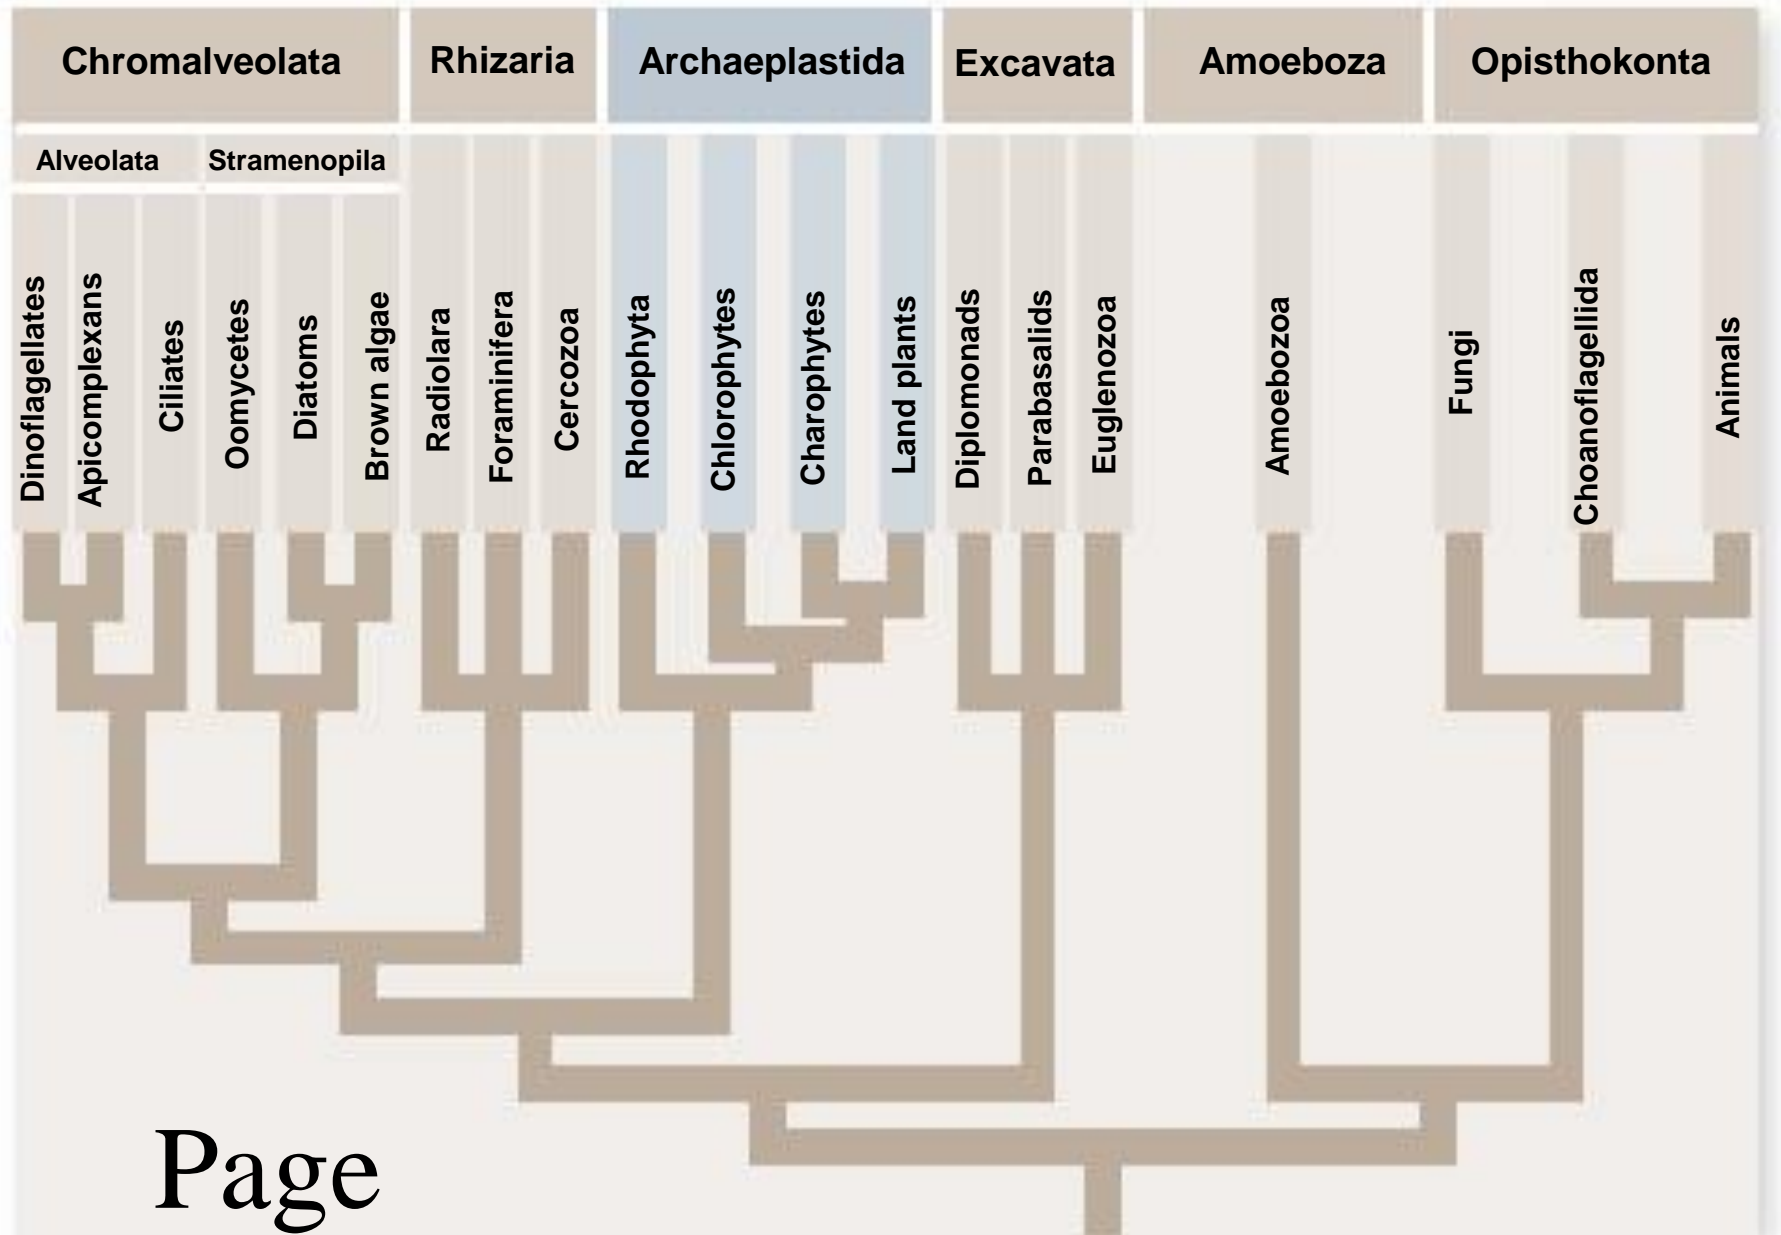 Chromalveolata
Rhizaria
Archaeplastida
Excavata
Amoeboza
Opisthokonta
Alveolata
Stramenopila
Dinoflagellates
Apicomplexans
Ciliates
Oomycetes
Diatoms
Brown algae
Radiolara
Foraminifera
Cercozoa
Rhodophyta
Chlorophytes
Charophytes
Land plants
Diplomonads
Parabasalids
Euglenozoa
Amoebozoa
Fungi
Choanoflagellida
Animals
Page